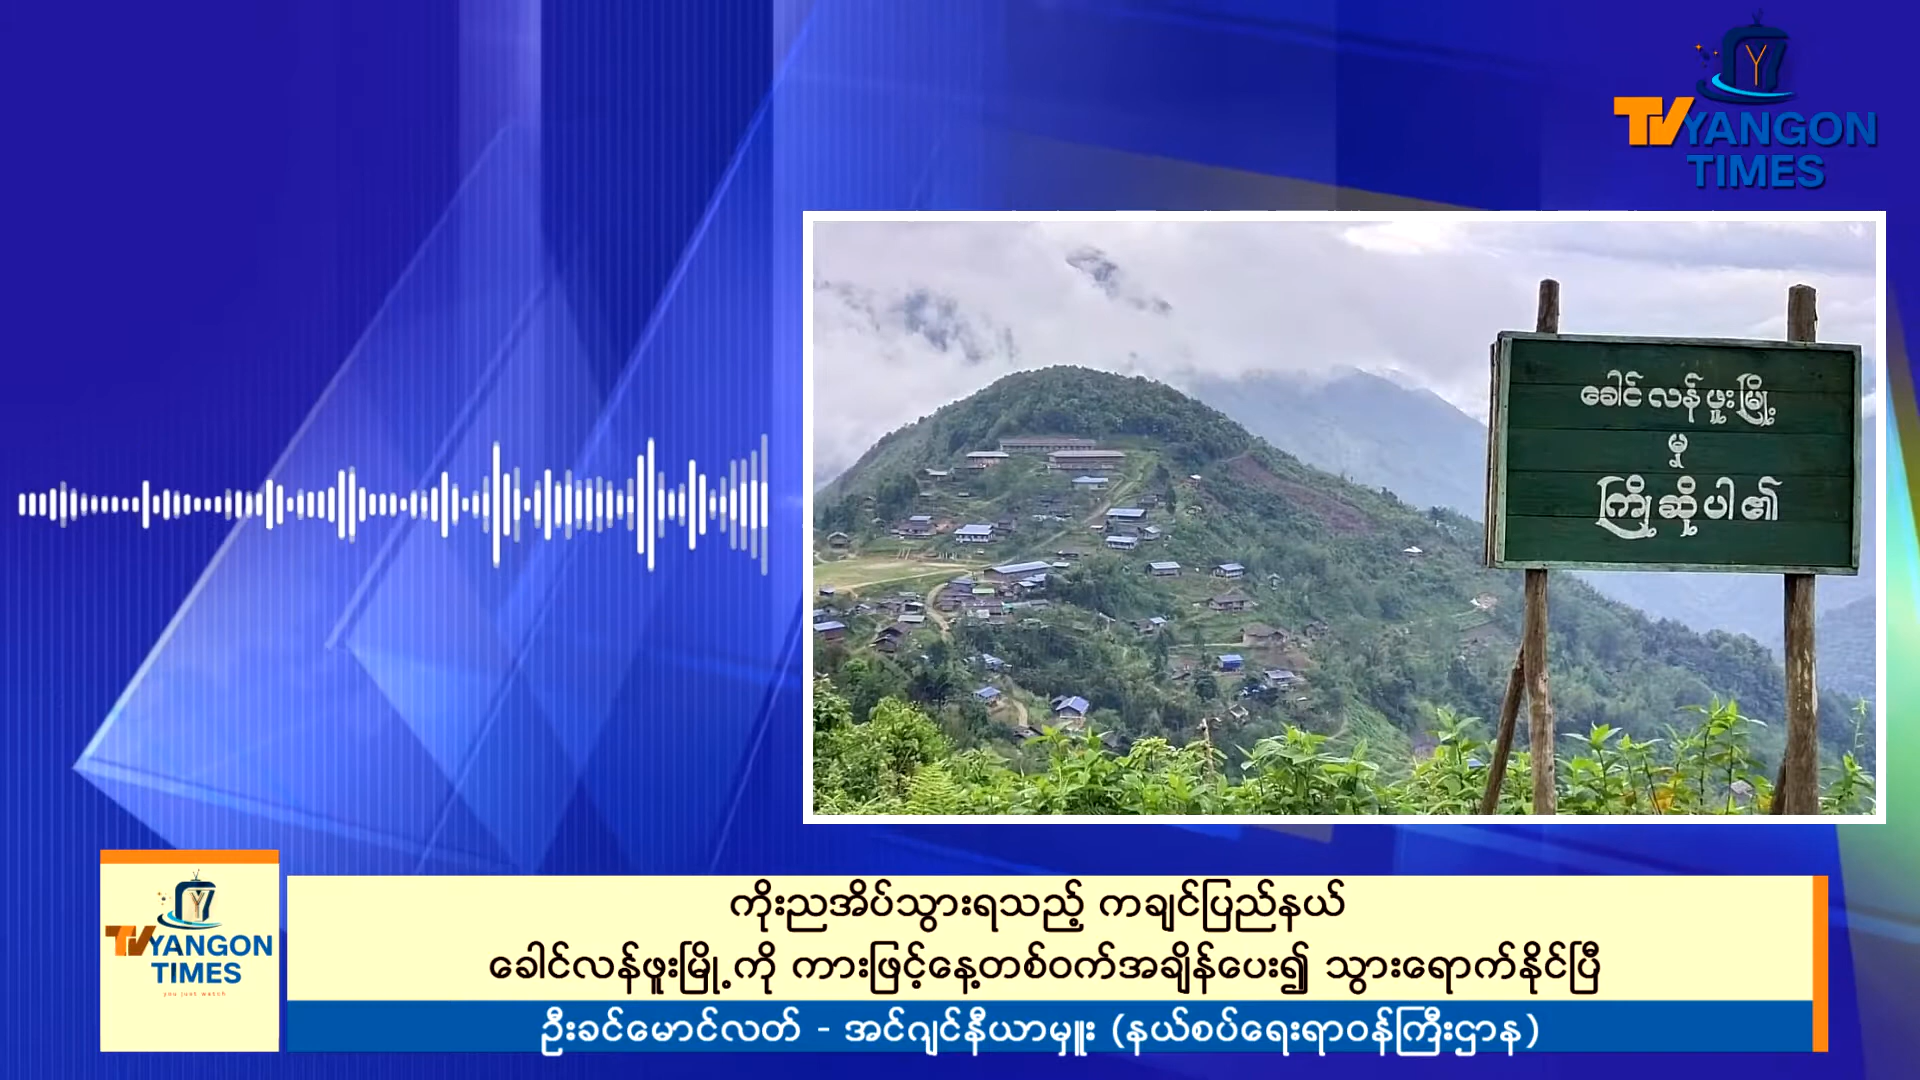 TV YANGON
TIMES
ခေါင်လန်ဖူးမြို့
မှ
ကြိုဆိုပါ၏
ကိုးညအိပ်သွားရသည့် ကချင်ပြည်နယ်
ခေါင်လန်ဖူးမြို့ကို ကားဖြင့်နေ့တစ်ဝက်အချိန်ပေး၍ သွားရောက်နိုင်ပြီ
ဦးခင်မောင်လတ် - အင်ဂျင်နီယာမှူး (နယ်စပ်ရေးရာဝန်ကြီးဌာန)
TV YANGON
TIMES
you just watch